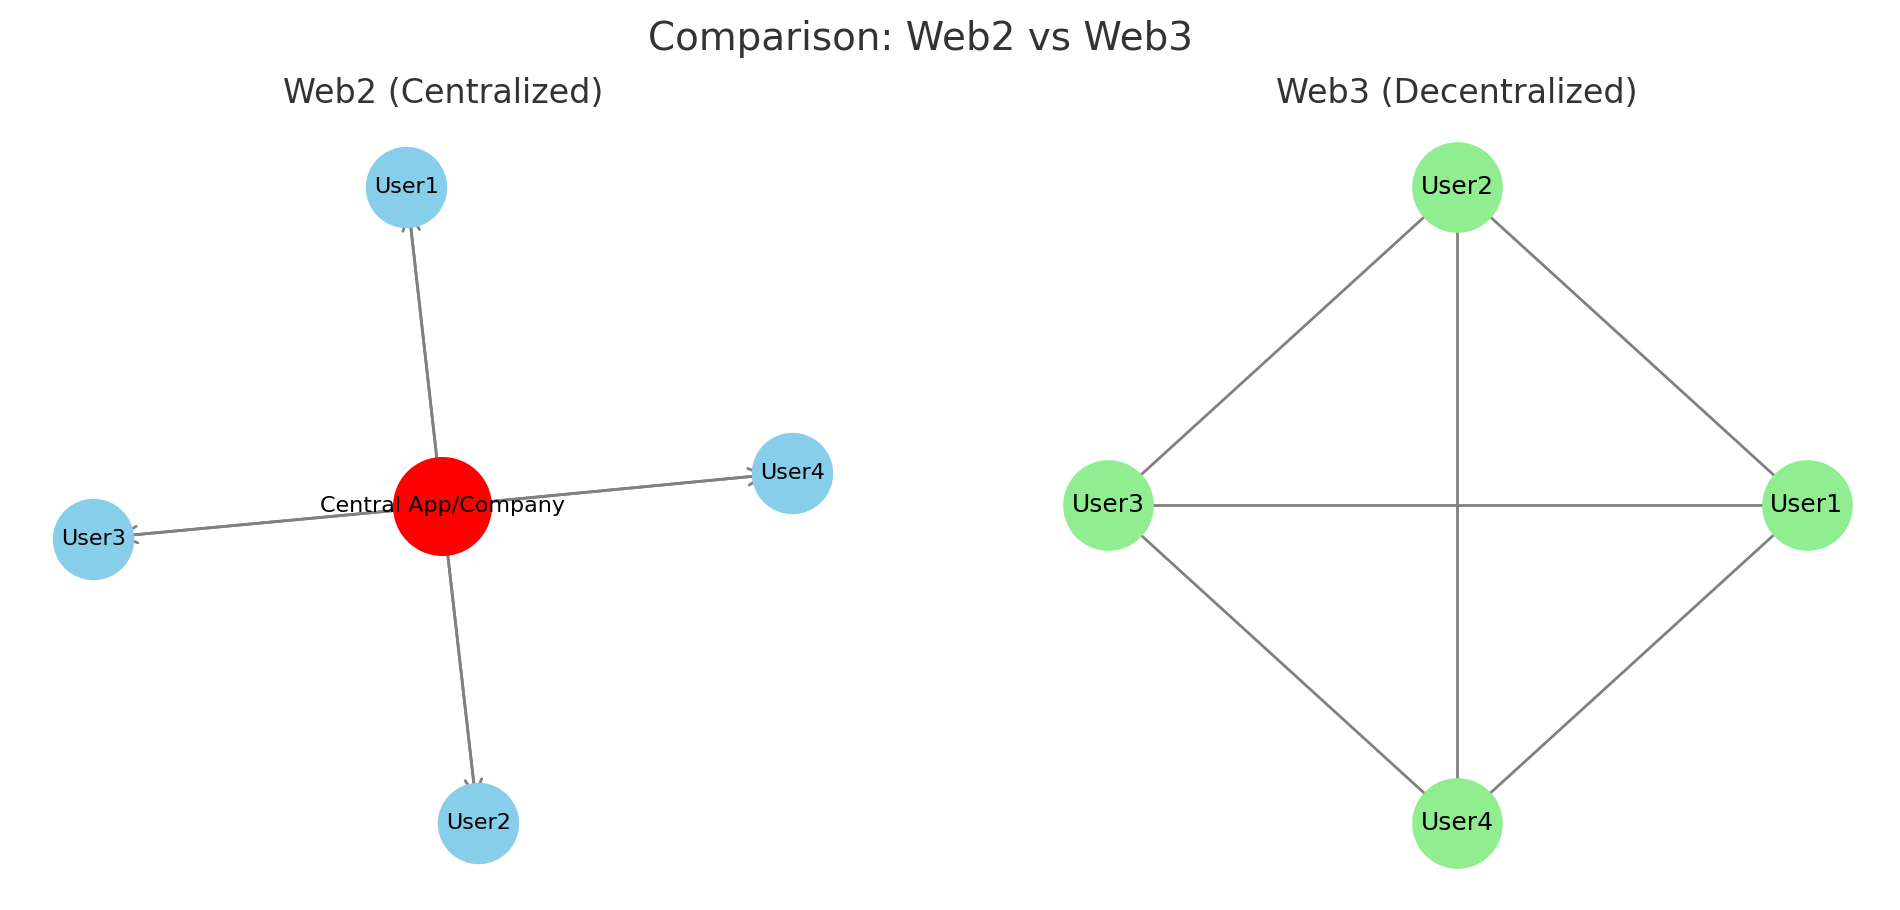 Comparison: Web2 vs Web3
Web2 (Centralized)
User1
User4
Central App/Company
User3
User2
Web3 (Decentralized)
User2
User3
User1
User4